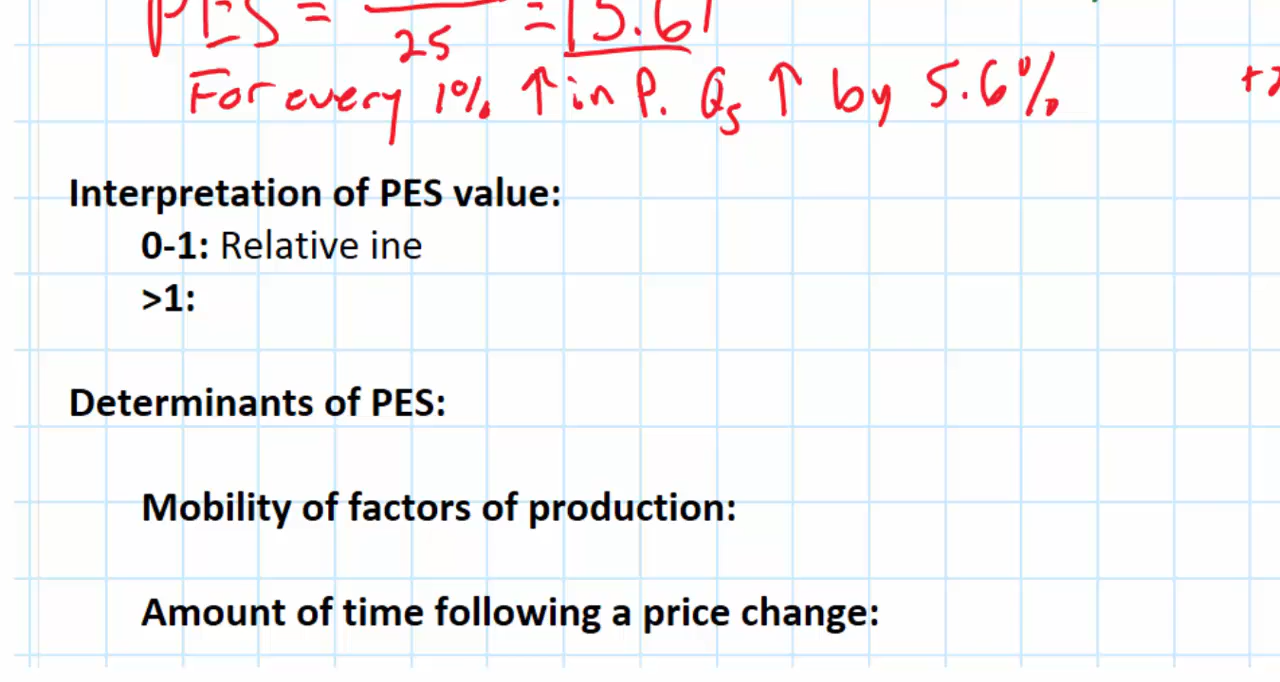 PES = 25 = 5.6
For every 1% ↑ in P. Qs ↑ by 5.6%
Interpretation of PES value:
0-1: Relative ine
>1:
Determinants of PES:
Mobility of factors of production:
Amount of time following a price change: